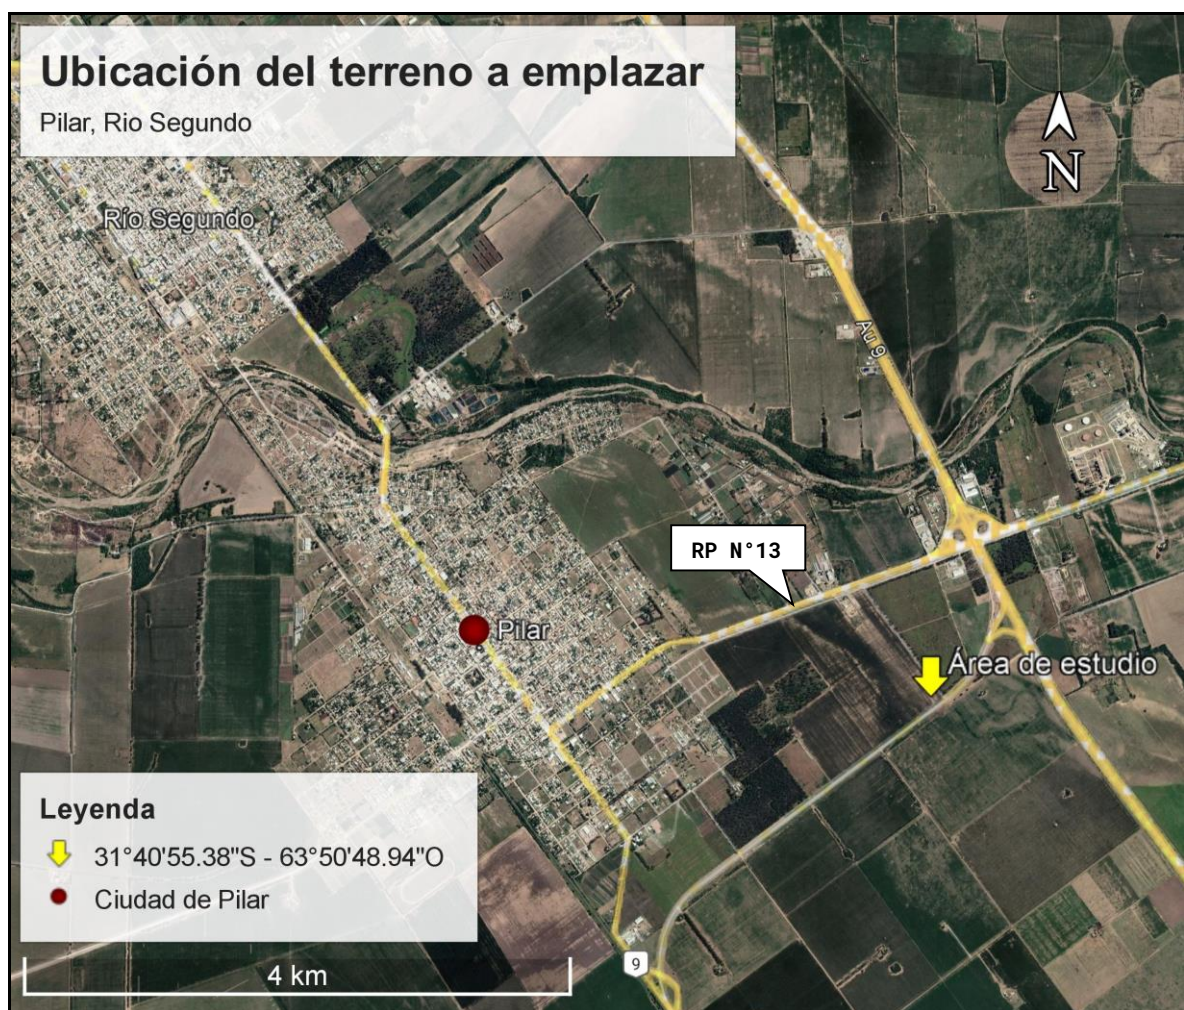 Ubicación del terreno a emplazar
Pilar, Rio Segundo
N
Río Segundo
Au 9
RP N°13
Pilar
Área de estudio
Leyenda
31°40'55.38"S - 63°50'48.94"O
Ciudad de Pilar
4 km
9